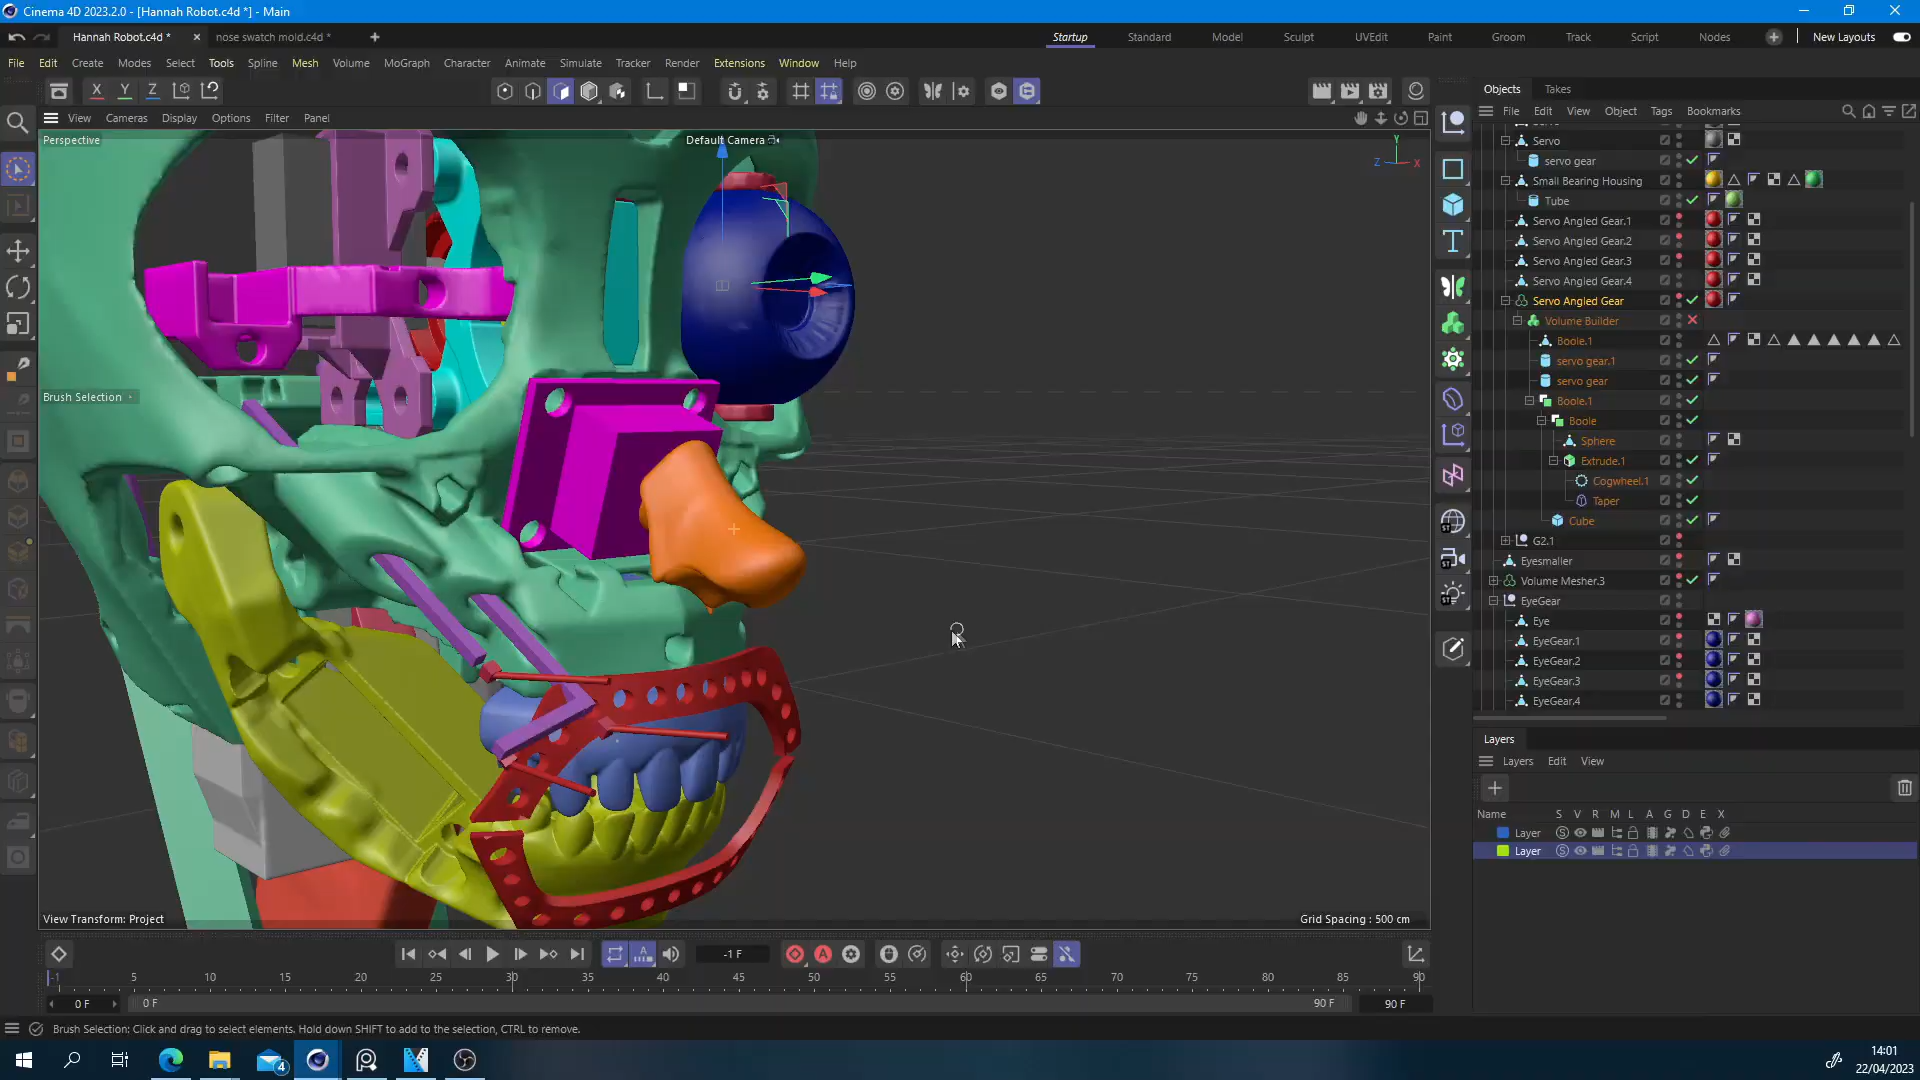 Cinema 4D 2023.2.0 - [Hannah Robot.c4d *] - Main
Hannah Robot.c4d *
nose swatch mold.c4d *
Startup
Standard
Model
Sculpt
UVEdit
Paint
Groom
Track
Script
Nodes
New Layouts
File Edit Create Modes Select Tools Spline Mesh Volume MoGraph Character Animate Simulate Tracker Render Extensions Window Help
X Y Z
Objects Takes
File Edit View Object Tags Bookmarks
View Cameras Display Options Filter Panel
Perspective
Default Camera
Y
Z
X
Brush Selection
Servo
servo gear
Small Bearing Housing
Tube
Servo Angled Gear.1
Servo Angled Gear.2
Servo Angled Gear.3
Servo Angled Gear.4
Servo Angled Gear
Volume Builder
Boole.1
servo gear.1
servo gear
Boole.1
Boole
Sphere
Extrude.1
Cogwheel.1
Taper
Cube
G2.1
Eyesmaller
Volume Mesher.3
EyeGear
Eye
EyeGear.1
EyeGear.2
EyeGear.3
EyeGear.4
ST
ST
ST
Layers
Layers Edit View
Name S V R M L A G D E X
Layer
Layer
View Transform: Project
Grid Spacing : 500 cm
-1 F
-1 5 10 15 20 25 30 35 40 45 50 55 60 65 70 75 80 85 90
0 F
0 F
90 F
90 F
Brush Selection: Click and drag to select elements. Hold down SHIFT to add to the selection, CTRL to remove.
4
14:01
22/04/2023